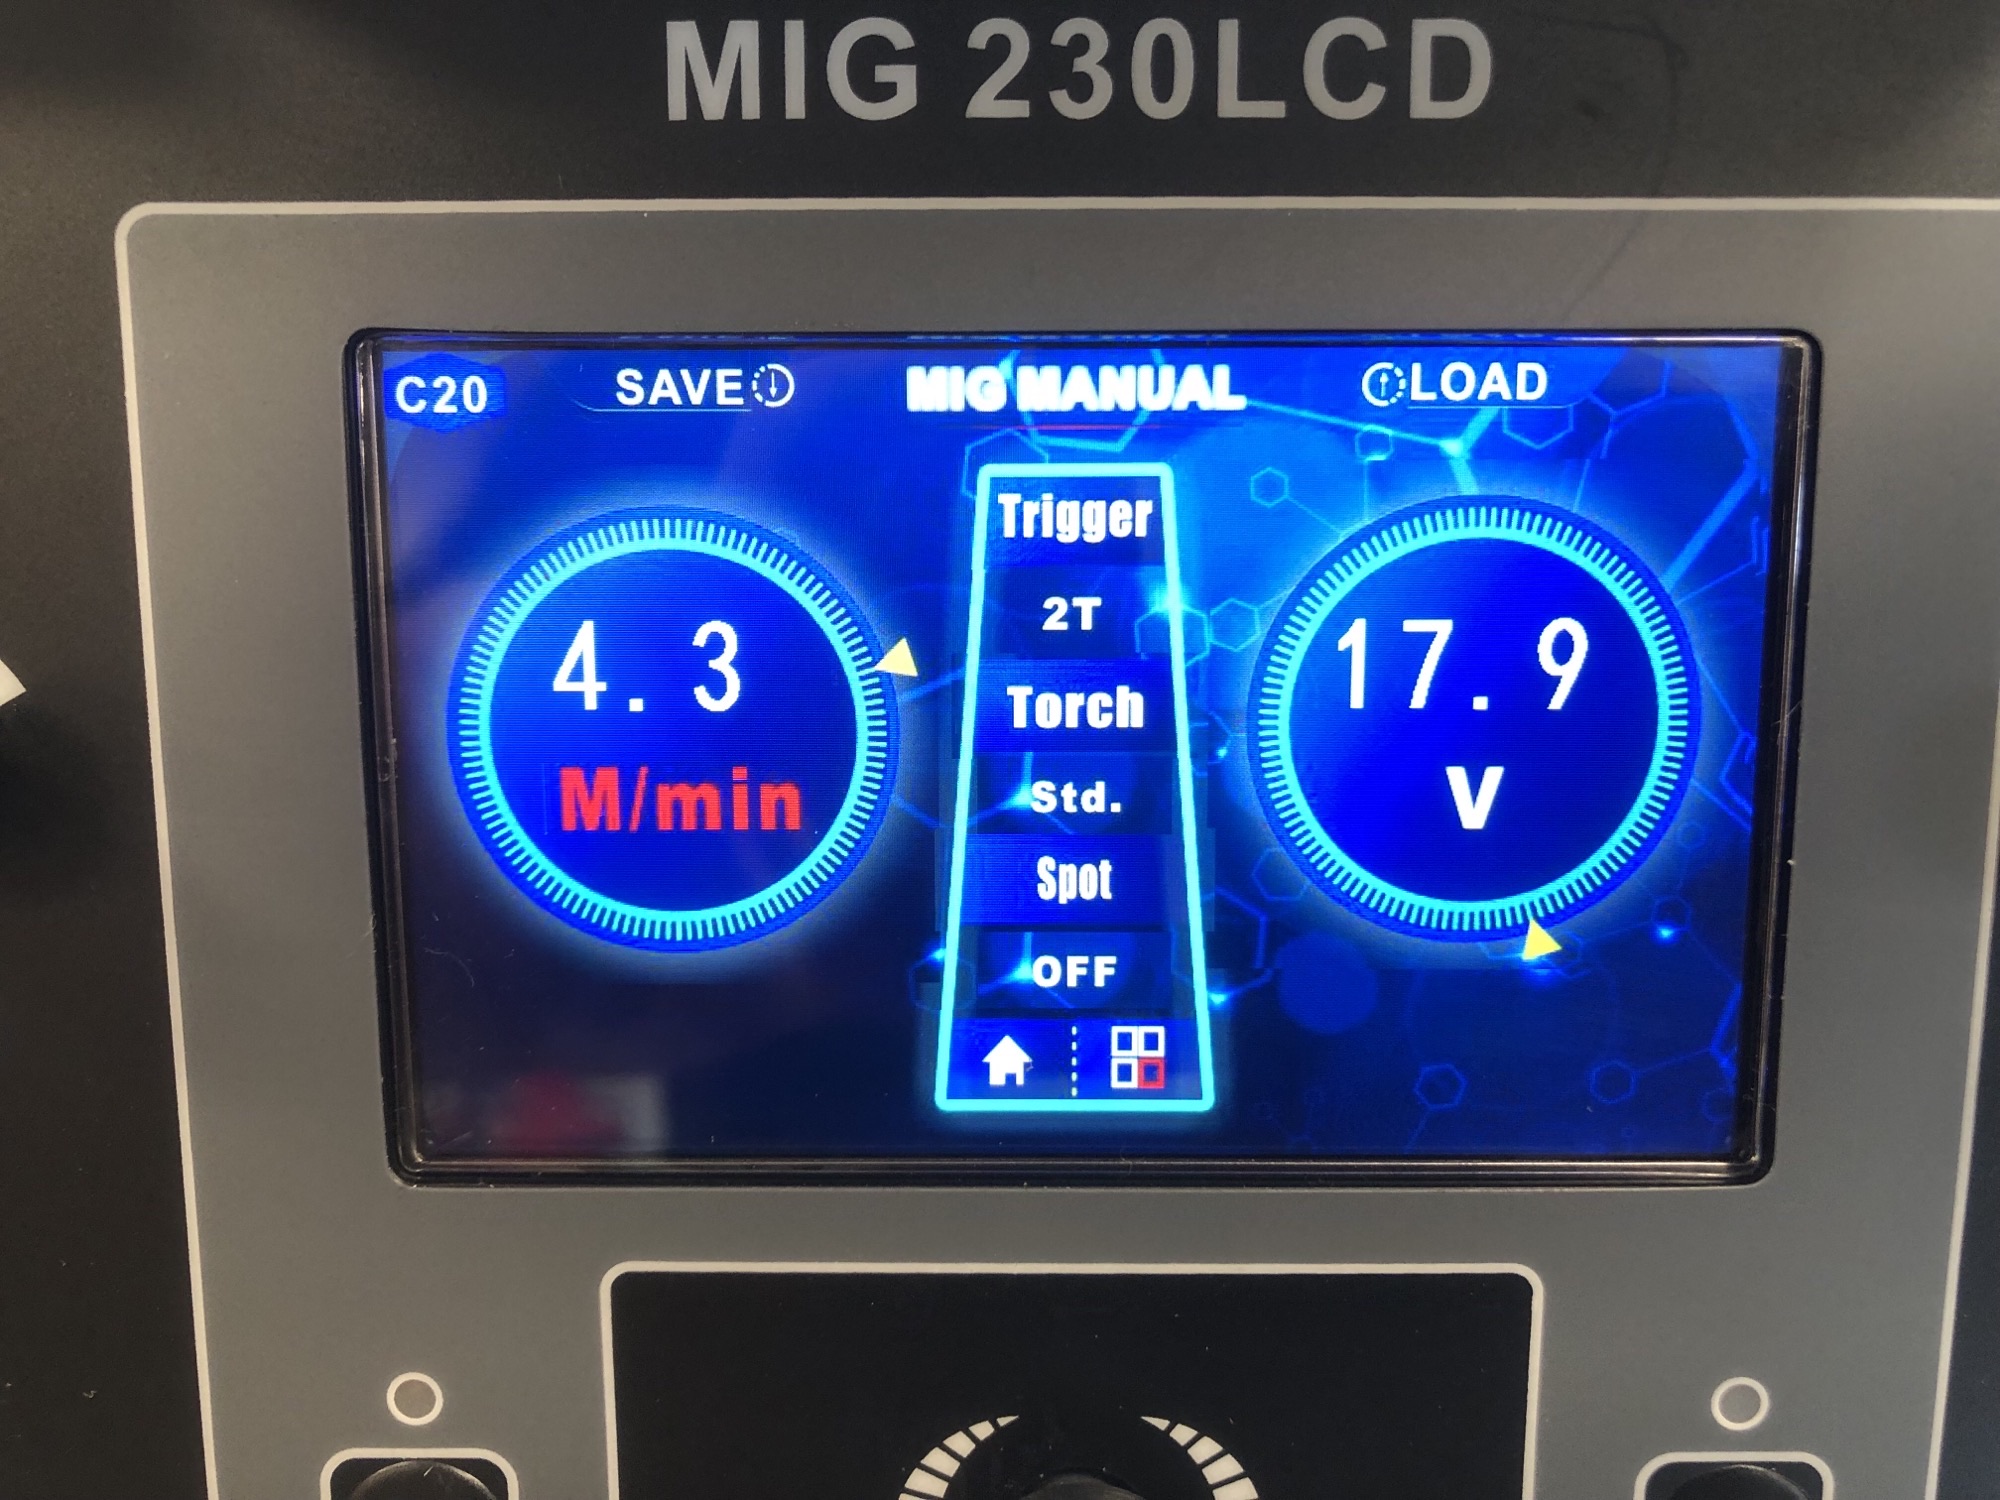 MIG 230LCD
C20
SAVE
MIG MANUAL
LOAD
Trigger
2T
Torch
Std.
Spot
OFF
4.3
M/min
17.9
V